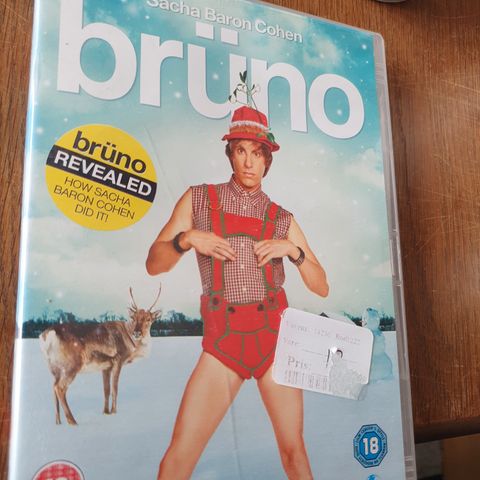 Sacha Baron Cohen
brüno
brüno
REVEALED
HOW SACHA
BARON COHEN
DID IT!
Pris:
18